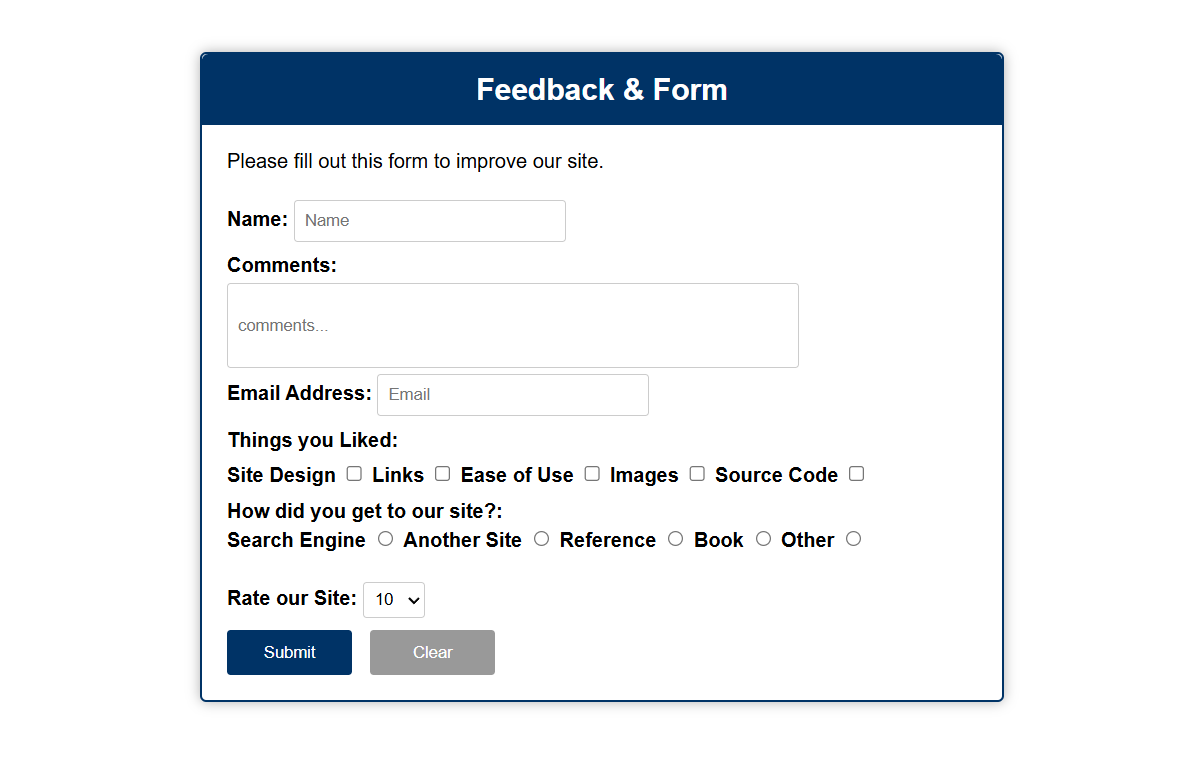 Feedback & Form
Please fill out this form to improve our site.
Name: Name
Comments:
comments...
Email Address: Email
Things you Liked:
Site Design Links Ease of Use Images Source Code
How did you get to our site?:
Search Engine Another Site Reference Book Other
Rate our Site: 10
Submit Clear